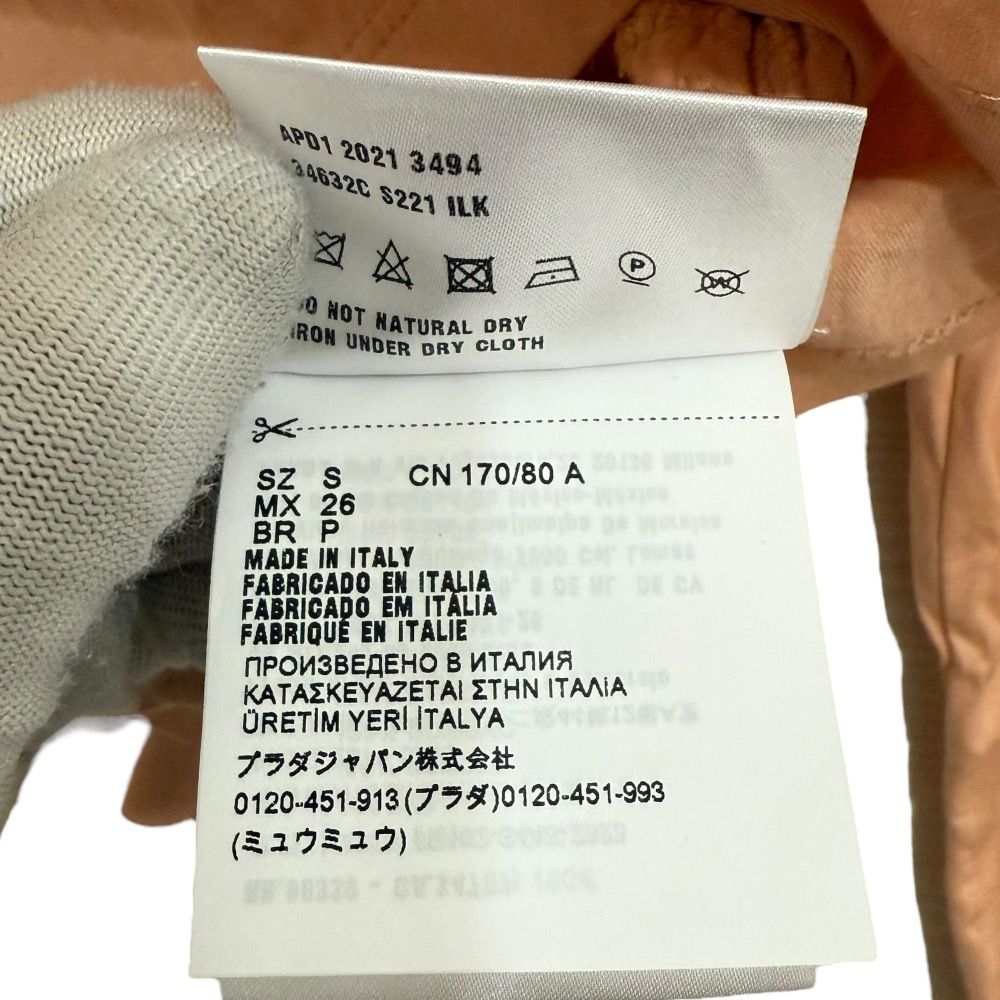 APD1 2021 3494
34632C S221 ILK
P
W
DO NOT NATURAL DRY
IRON UNDER DRY CLOTH
SZ S CN 170/80 A
MX 26
BR P
MADE IN ITALY
FABRICADO EN ITALIA
FABRICADO EM ITÁLIA
FABRIQUÉ EN ITALIE
ПРОИЗВЕДЕНО В ИТАЛИЯ
ΚΑΤΑΣΚΕΥΑΖΕΤΑΙ ΣΤΗΝ ΙΤΑΛΙΑ
ÜRETİM YERİ İTALYA
プラダジャパン株式会社
0120-451-913(プラダ)0120-451-993
(ミュウミュウ)